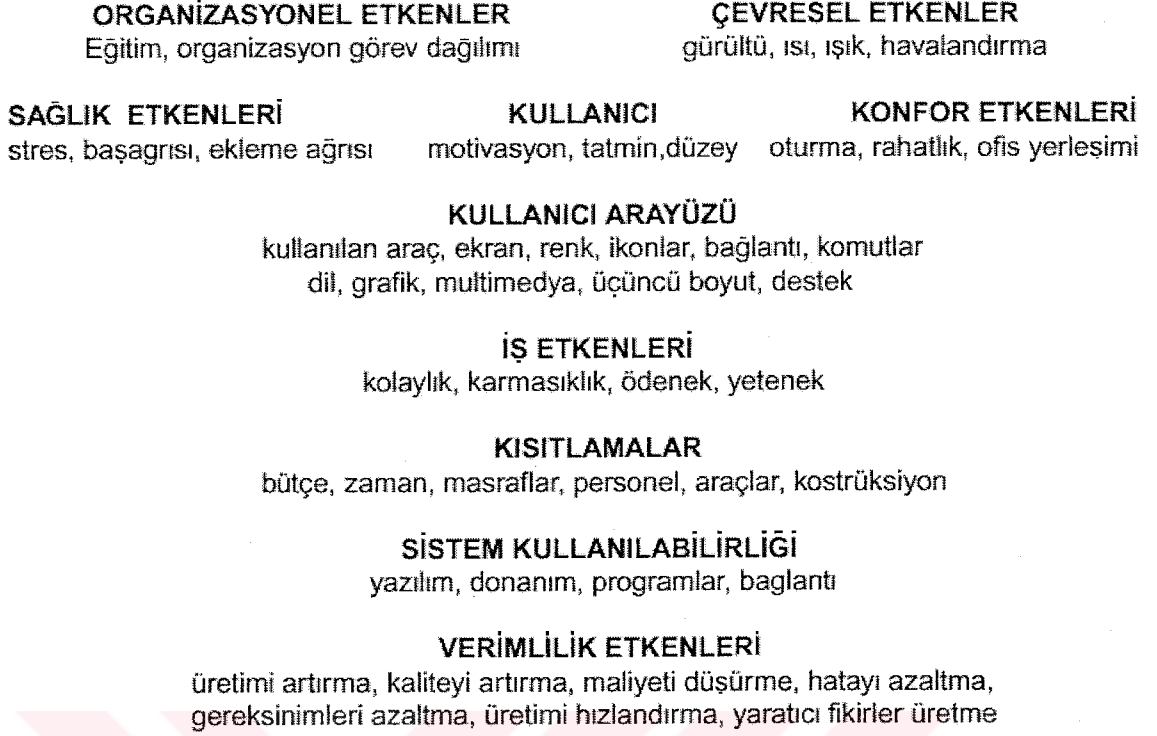 ORGANİZASYONEL ETKENLER
Eğitim, organizasyon görev dağılımı
ÇEVRESEL ETKENLER
gürültü, ısı, ışık, havalandırma
SAĞLIK ETKENLERİ
stres, başagrısı, ekleme ağrısı
KULLANICI
motivasyon, tatmin,düzey
KONFOR ETKENLERİ
oturma, rahatlık, ofis yerleşimi
KULLANICI ARAYÜZÜ
kullanılan araç, ekran, renk, ikonlar, bağlantı, komutlar
dil, grafik, multimedya, üçüncü boyut, destek
İŞ ETKENLERİ
kolaylık, karmasıklık, ödenek, yetenek
KISITLAMALAR
bütçe, zaman, masraflar, personel, araçlar, kostrüksiyon
SİSTEM KULLANILABİLİRLİĞİ
yazılım, donanım, programlar, baglantı
VERİMLİLİK ETKENLERİ
üretimi artırma, kaliteyi artırma, maliyeti düşürme, hatayı azaltma,
gereksinimleri azaltma, üretimi hızlandırma, yaratıcı fikirler üretme